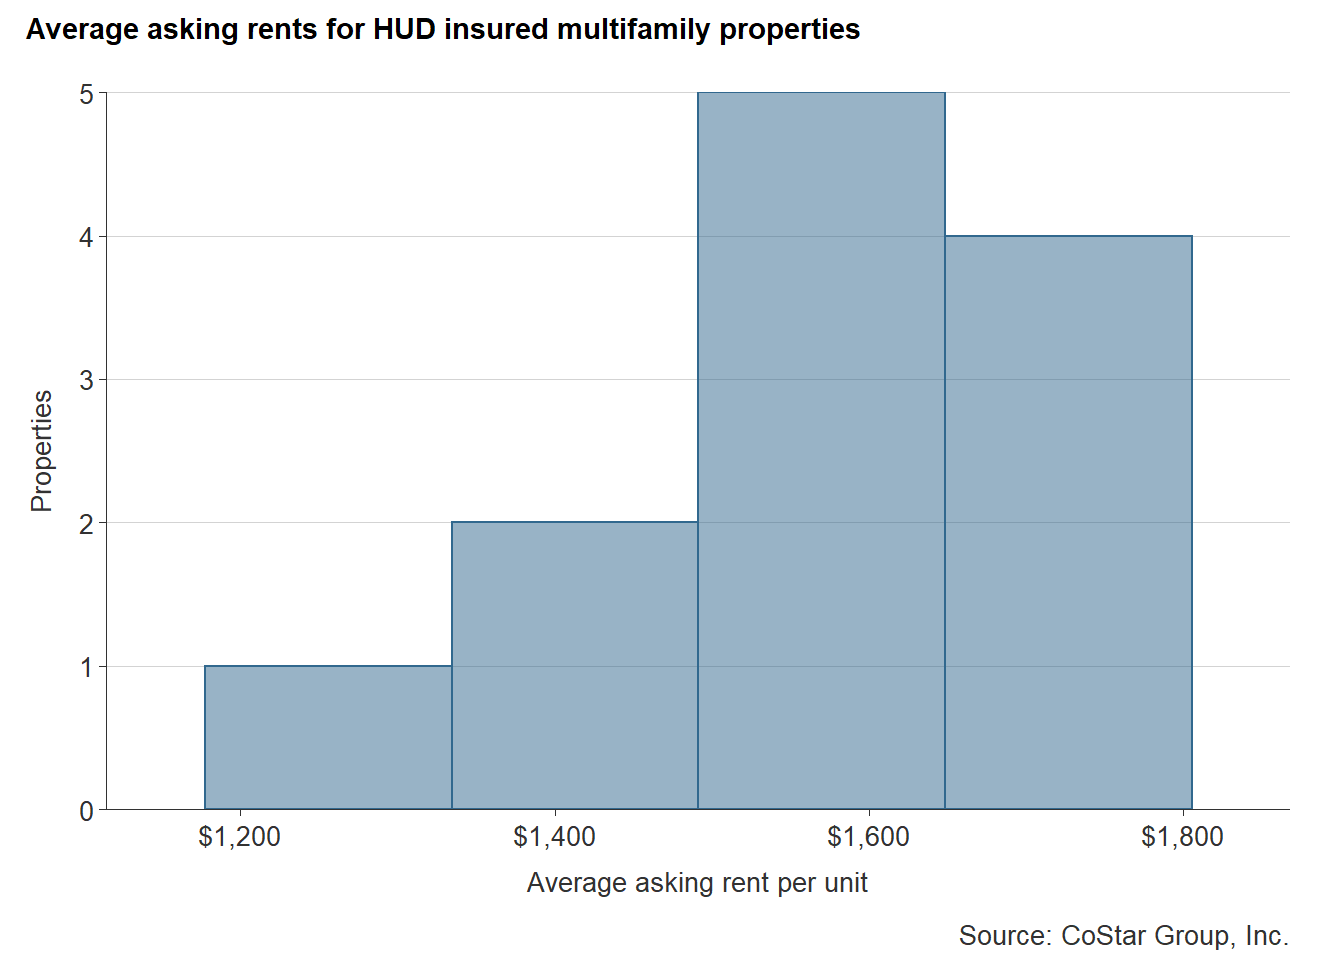 Average asking rents for HUD insured multifamily properties
5
4
3
2
1
0
Properties
$1,200 $1,400 $1,600 $1,800
Average asking rent per unit
Source: CoStar Group, Inc.